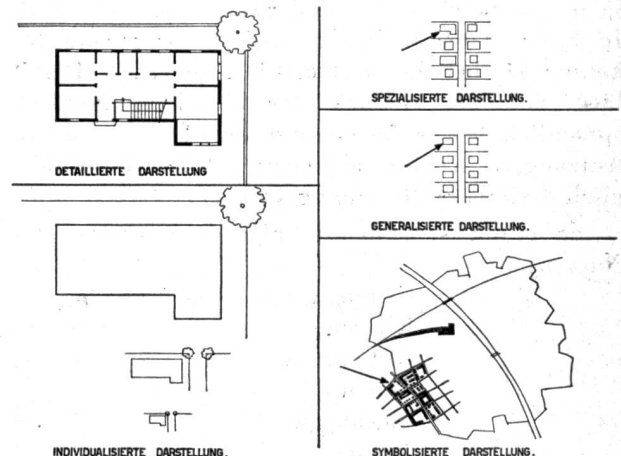 DETAILLIERTE DARSTELLUNG
INDIVIDUALISIERTE DARSTELLUNG.
SPEZIALISIERTE DARSTELLUNG.
GENERALISIERTE DARSTELLUNG.
SYMBOLISIERTE DARSTELLUNG.